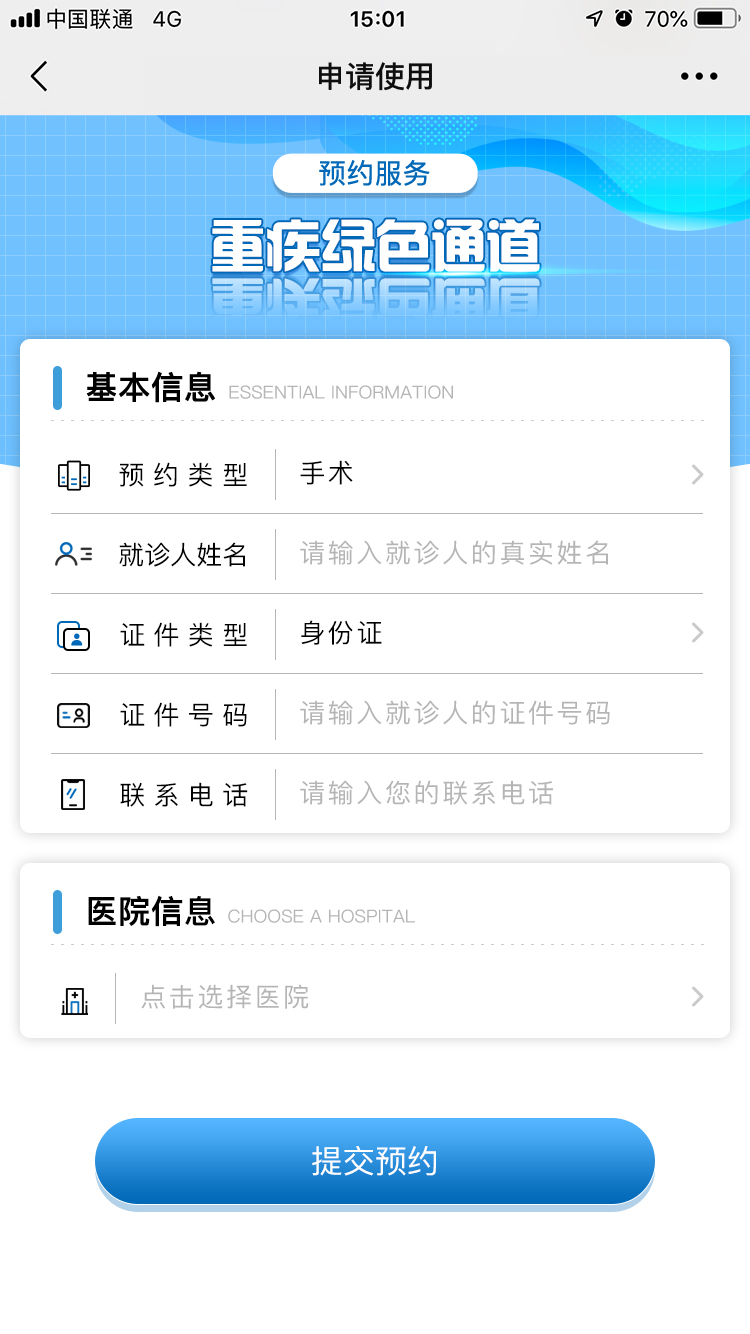 中国联通 4G 15:01 70%
申请使用
预约服务
重疾绿色通道
基本信息 ESSENTIAL INFORMATION
预约类型 手术
就诊人姓名 请输入就诊人的真实姓名
证件类型 身份证
证件号码 请输入就诊人的证件号码
联系电话 请输入您的联系电话
医院信息 CHOOSE A HOSPITAL
点击选择医院
提交预约